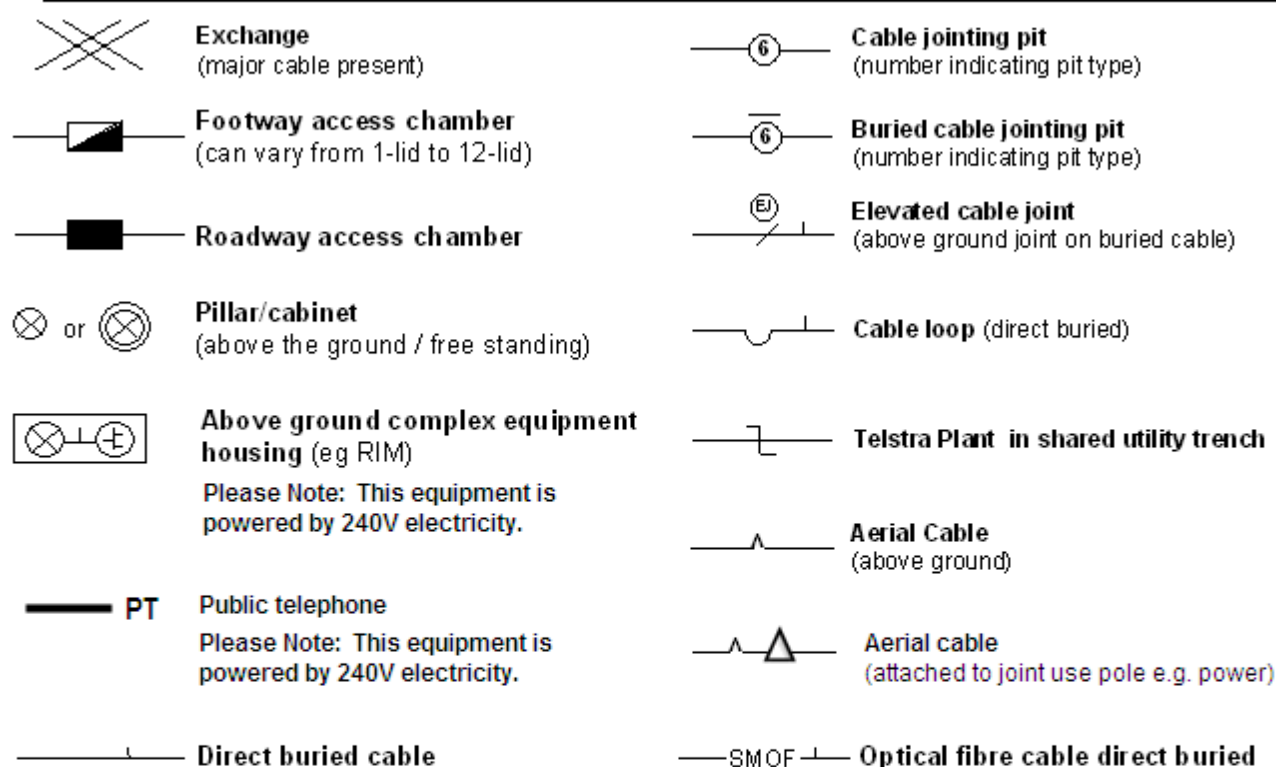 Exchange
(major cable present)
Footway access chamber
(can vary from 1-lid to 12-lid)
Roadway access chamber
or
Pillar/cabinet
(above the ground / free standing)
Above ground complex equipment
housing (eg RIM)
Please Note: This equipment is
powered by 240V electricity.
PT Public telephone
Please Note: This equipment is
powered by 240V electricity.
Direct buried cable
6 Cable jointing pit
(number indicating pit type)
6 Buried cable jointing pit
(number indicating pit type)
EJ Elevated cable joint
(above ground joint on buried cable)
Cable loop (direct buried)
Telstra Plant in shared utility trench
Aerial Cable
(above ground)
Aerial cable
(attached to joint use pole e.g. power)
SMOF Optical fibre cable direct buried